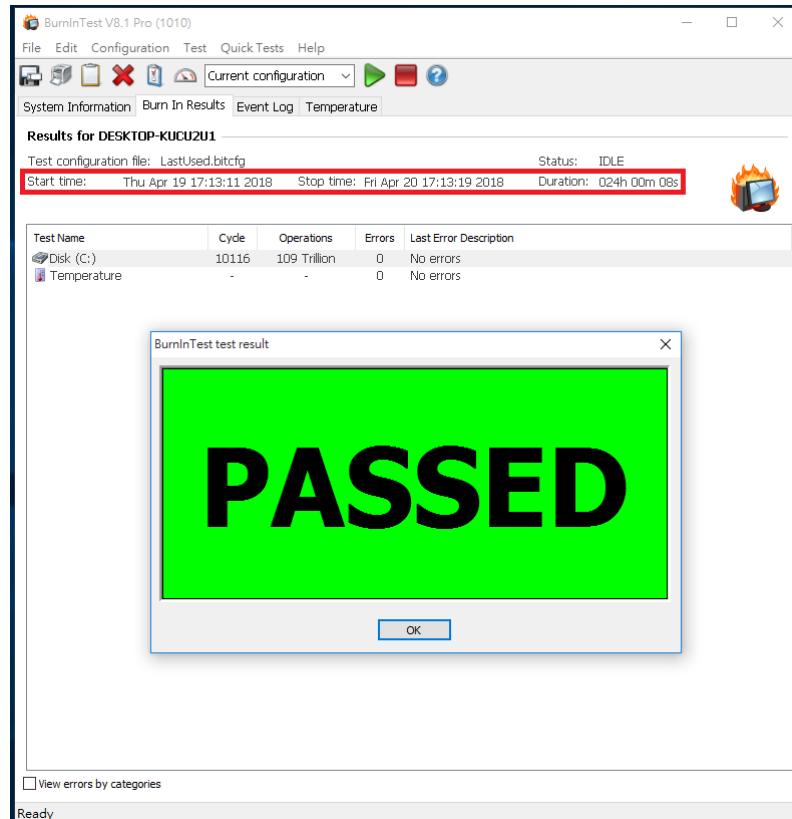 BurnInTest V8.1 Pro (1010)
File Edit Configuration Test Quick Tests Help
Current configuration
System Information Burn In Results Event Log Temperature
Results for DESKTOP-KUCU2U1
Test configuration file: LastUsed.bitcfg Status: IDLE
Start time: Thu Apr 19 17:13:11 2018 Stop time: Fri Apr 20 17:13:19 2018 Duration: 024h 00m 08s
Test Name Cycle Operations Errors Last Error Description
Disk (C:) 10116 109 Trillion 0 No errors
Temperature - - 0 No errors
BurnInTest test result
PASSED
OK
View errors by categories
Ready